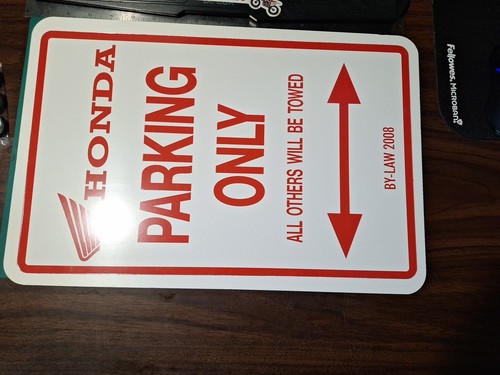 HONDA
PARKING
ONLY
ALL OTHERS WILL BE TOWED
BY-LAW 2008
Fellowes. MICROBAN